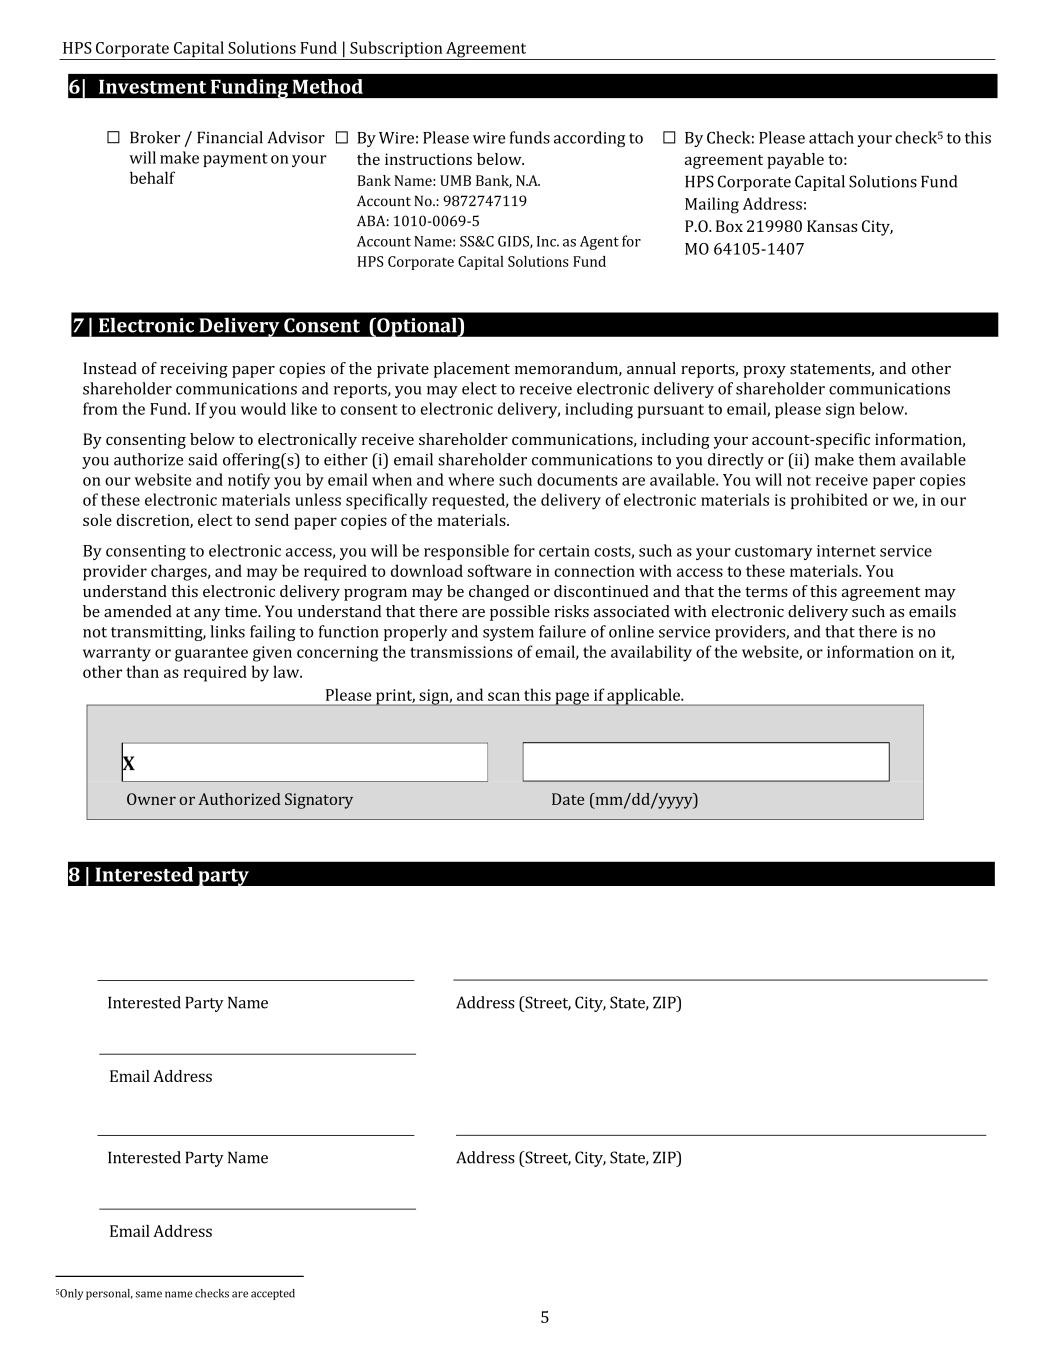 HPS Corporate Capital Solutions Fund | Subscription Agreement
6| Investment Funding Method
☐ Broker / Financial Advisor
will make payment on your
behalf
☐ By Wire: Please wire funds according to
the instructions below.
Bank Name: UMB Bank, N.A.
Account No.: 9872747119
ABA: 1010-0069-5
Account Name: SS&C GIDS, Inc. as Agent for
HPS Corporate Capital Solutions Fund
☐ By Check: Please attach your check⁵ to this
agreement payable to:
HPS Corporate Capital Solutions Fund
Mailing Address:
P.O. Box 219980 Kansas City,
MO 64105-1407
7 | Electronic Delivery Consent (Optional)
Instead of receiving paper copies of the private placement memorandum, annual reports, proxy statements, and other
shareholder communications and reports, you may elect to receive electronic delivery of shareholder communications
from the Fund. If you would like to consent to electronic delivery, including pursuant to email, please sign below.
By consenting below to electronically receive shareholder communications, including your account-specific information,
you authorize said offering(s) to either (i) email shareholder communications to you directly or (ii) make them available
on our website and notify you by email when and where such documents are available. You will not receive paper copies
of these electronic materials unless specifically requested, the delivery of electronic materials is prohibited or we, in our
sole discretion, elect to send paper copies of the materials.
By consenting to electronic access, you will be responsible for certain costs, such as your customary internet service
provider charges, and may be required to download software in connection with access to these materials. You
understand this electronic delivery program may be changed or discontinued and that the terms of this agreement may
be amended at any time. You understand that there are possible risks associated with electronic delivery such as emails
not transmitting, links failing to function properly and system failure of online service providers, and that there is no
warranty or guarantee given concerning the transmissions of email, the availability of the website, or information on it,
other than as required by law.
Please print, sign, and scan this page if applicable.
X
Owner or Authorized Signatory
Date (mm/dd/yyyy)
8 | Interested party
Interested Party Name
Address (Street, City, State, ZIP)
Email Address
Interested Party Name
Address (Street, City, State, ZIP)
Email Address
⁵Only personal, same name checks are accepted
5